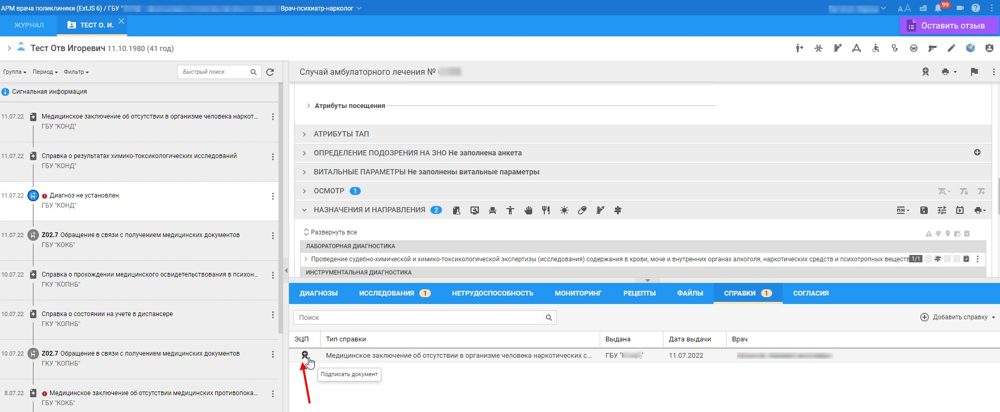 АРМ врача поликлиники (ExtJS 6) / ГБУ "
Врач-психиатр-нарколог
99
ЖУРНАЛ
ТЕСТ О. И.
Оставить отзыв
Тест Отв Игоревич 11.10.1980 (41 год)
Группа
Период
Фильтр
Быстрый поиск
Сигнальная информация
11.07.22 Медицинское заключение об отсутствии в организме человека наркот...
ГБУ "КОНД"
11.07.22 Справка о результатах химико-токсикологических исследований
ГБУ "КОНД"
11.07.22 Диагноз не установлен
ГБУ "КОНД"
11.07.22 Z02.7 Обращение в связи с получением медицинских документов
ГБУ "КОКБ"
10.07.22 Справка о прохождении медицинского освидетельствования в психон...
ГКУ "КОПНБ"
10.07.22 Справка о состоянии на учете в диспансере
ГКУ "КОПНБ"
10.07.22 Z02.7 Обращение в связи с получением медицинских документов
ГКУ "КОПНБ"
8.07.22 Медицинское заключение об отсутствии медицинских противопока...
ГБУ "КОКБ"
Случай амбулаторного лечения №
Атрибуты посещения
АТРИБУТЫ ТАП
ОПРЕДЕЛЕНИЕ ПОДОЗРЕНИЯ НА ЗНО Не заполнена анкета
ВИТАЛЬНЫЕ ПАРАМЕТРЫ Не заполнены витальные параметры
ОСМОТР 1
НАЗНАЧЕНИЯ И НАПРАВЛЕНИЯ 2
Развернуть все
ЛАБОРАТОРНАЯ ДИАГНОСТИКА
Проведение судебно-химической и химико-токсикологической экспертизы (исследования) содержания в крови, моче и внутренних органах алкоголя, наркотических средств и психотропных веществ 1/1
ИНСТРУМЕНТАЛЬНАЯ ДИАГНОСТИКА
ДИАГНОЗЫ
ИССЛЕДОВАНИЯ 1
НЕТРУДОСПОСОБНОСТЬ
МОНИТОРИНГ
РЕЦЕПТЫ
ФАЙЛЫ
СПРАВКИ 1
СОГЛАСИЯ
Поиск
Добавить справку
ЭЦП
Тип справки
Выдана
Дата выдачи
Врач
Медицинское заключение об отсутствии в организме человека наркотических с...
ГБУ "
11.07.2022
Подписать документ